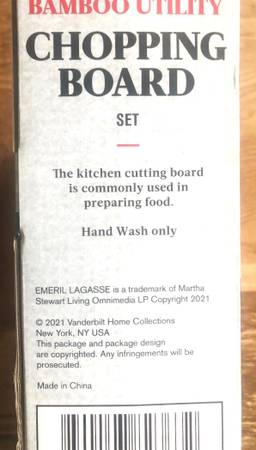 BAMBOO UTILITY
CHOPPING
BOARD
SET
The kitchen cutting board
is commonly used in
preparing food.
Hand Wash only
EMERIL LAGASSE is a trademark of Martha
Stewart Living Omnimedia LP Copyright 2021
© 2021 Vanderbilt Home Collections
New York, NY USA
This package and package design
are copyrighted. Any infringements will be
prosecuted.
Made in China